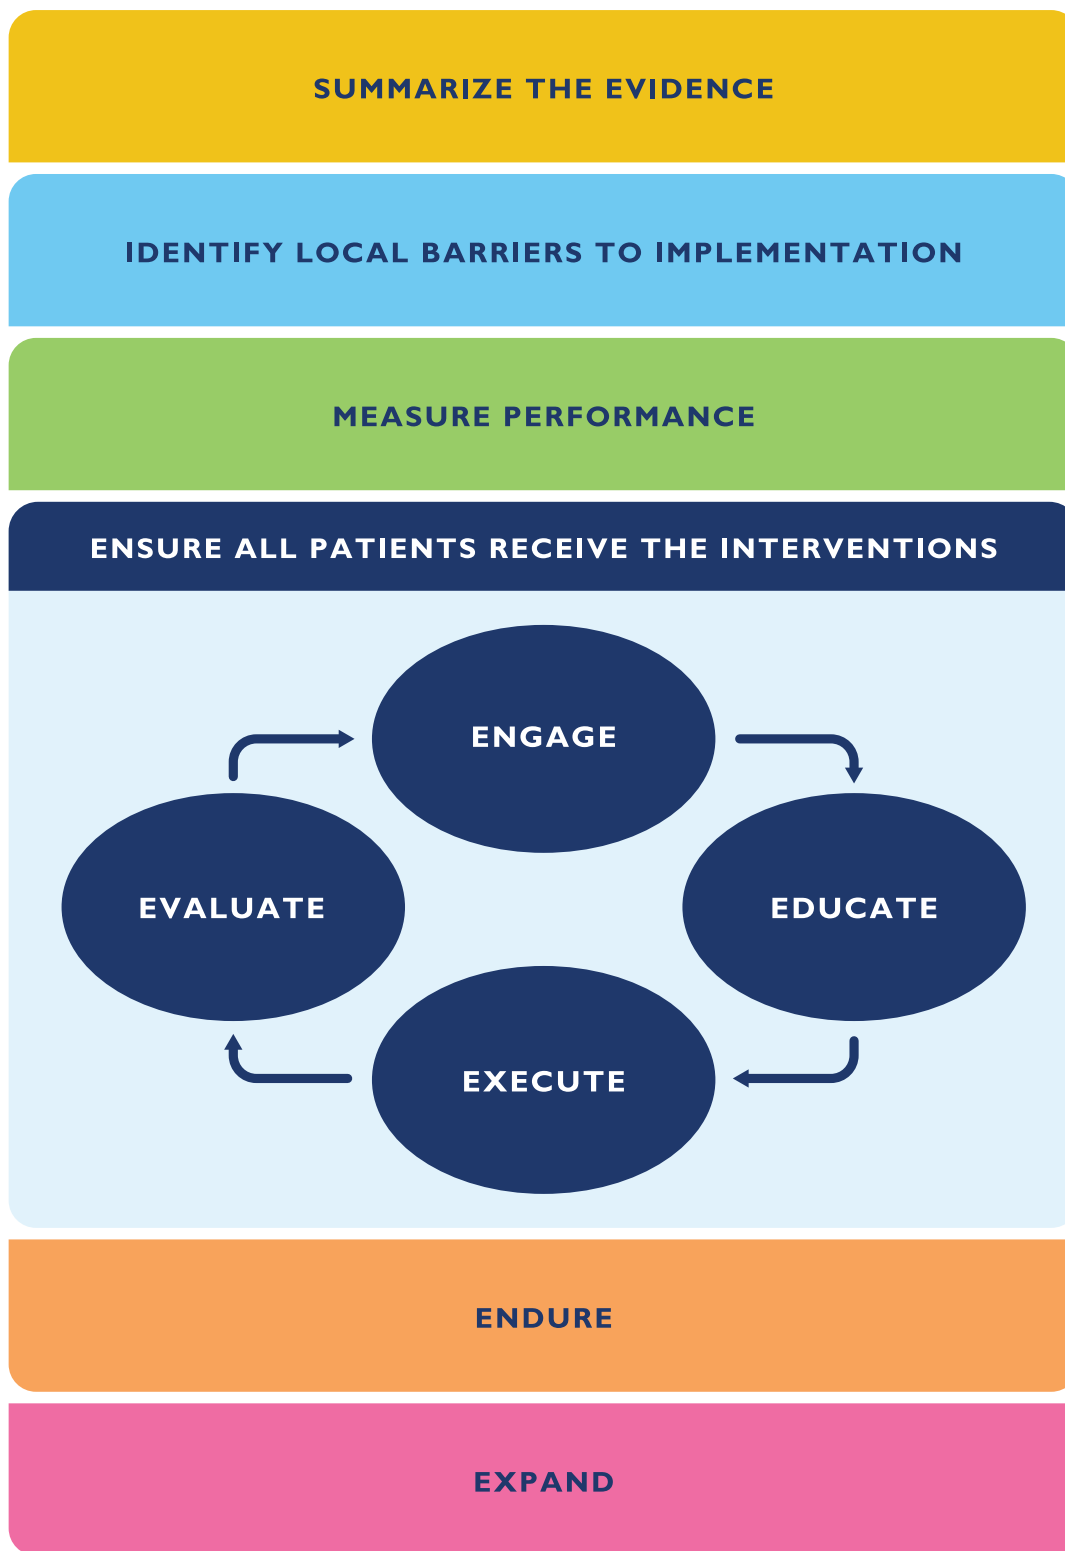 SUMMARIZE THE EVIDENCE
IDENTIFY LOCAL BARRIERS TO IMPLEMENTATION
MEASURE PERFORMANCE
ENSURE ALL PATIENTS RECEIVE THE INTERVENTIONS
ENGAGE
EVALUATE
EDUCATE
EXECUTE
ENDURE
EXPAND